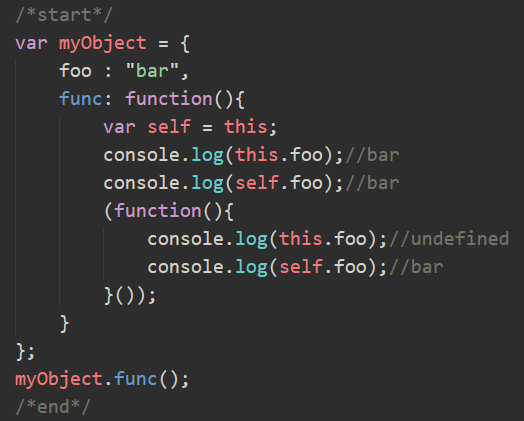 /*start*/
var myObject = {
    foo : "bar",
    func: function(){
        var self = this;
        console.log(this.foo);//bar
        console.log(self.foo);//bar
        (function(){
            console.log(this.foo);//undefined
            console.log(self.foo);//bar
        }());
    }
};
myObject.func();
/*end*/